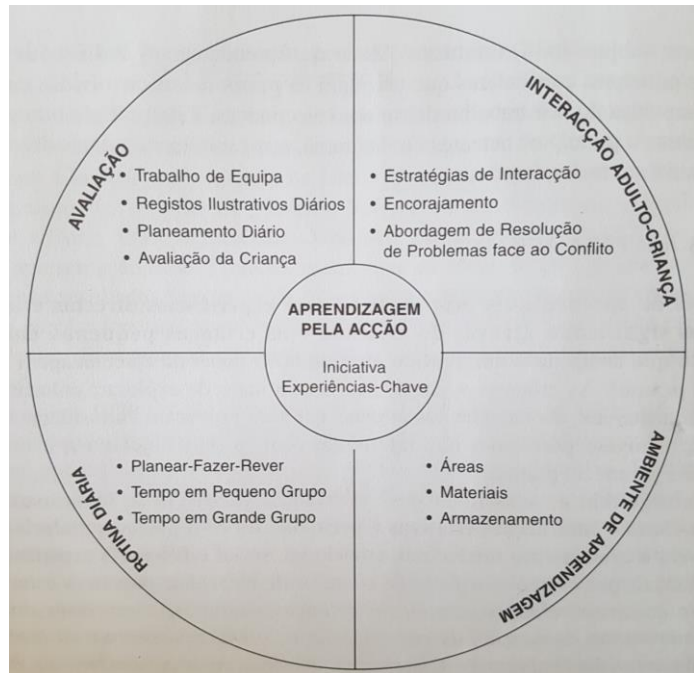 AVALIAÇÃO
• Trabalho de Equipa
• Registos Ilustrativos Diários
• Planeamento Diário
• Avaliação da Criança
INTERACÇÃO ADULTO-CRIANÇA
• Estratégias de Interacção
• Encorajamento
• Abordagem de Resolução
de Problemas face ao Conflito
APRENDIZAGEM
PELA ACÇÃO
Iniciativa
Experiências-Chave
ROTINA DIÁRIA
• Planear-Fazer-Rever
• Tempo em Pequeno Grupo
• Tempo em Grande Grupo
AMBIENTE DE APRENDIZAGEM
• Áreas
• Materiais
• Armazenamento